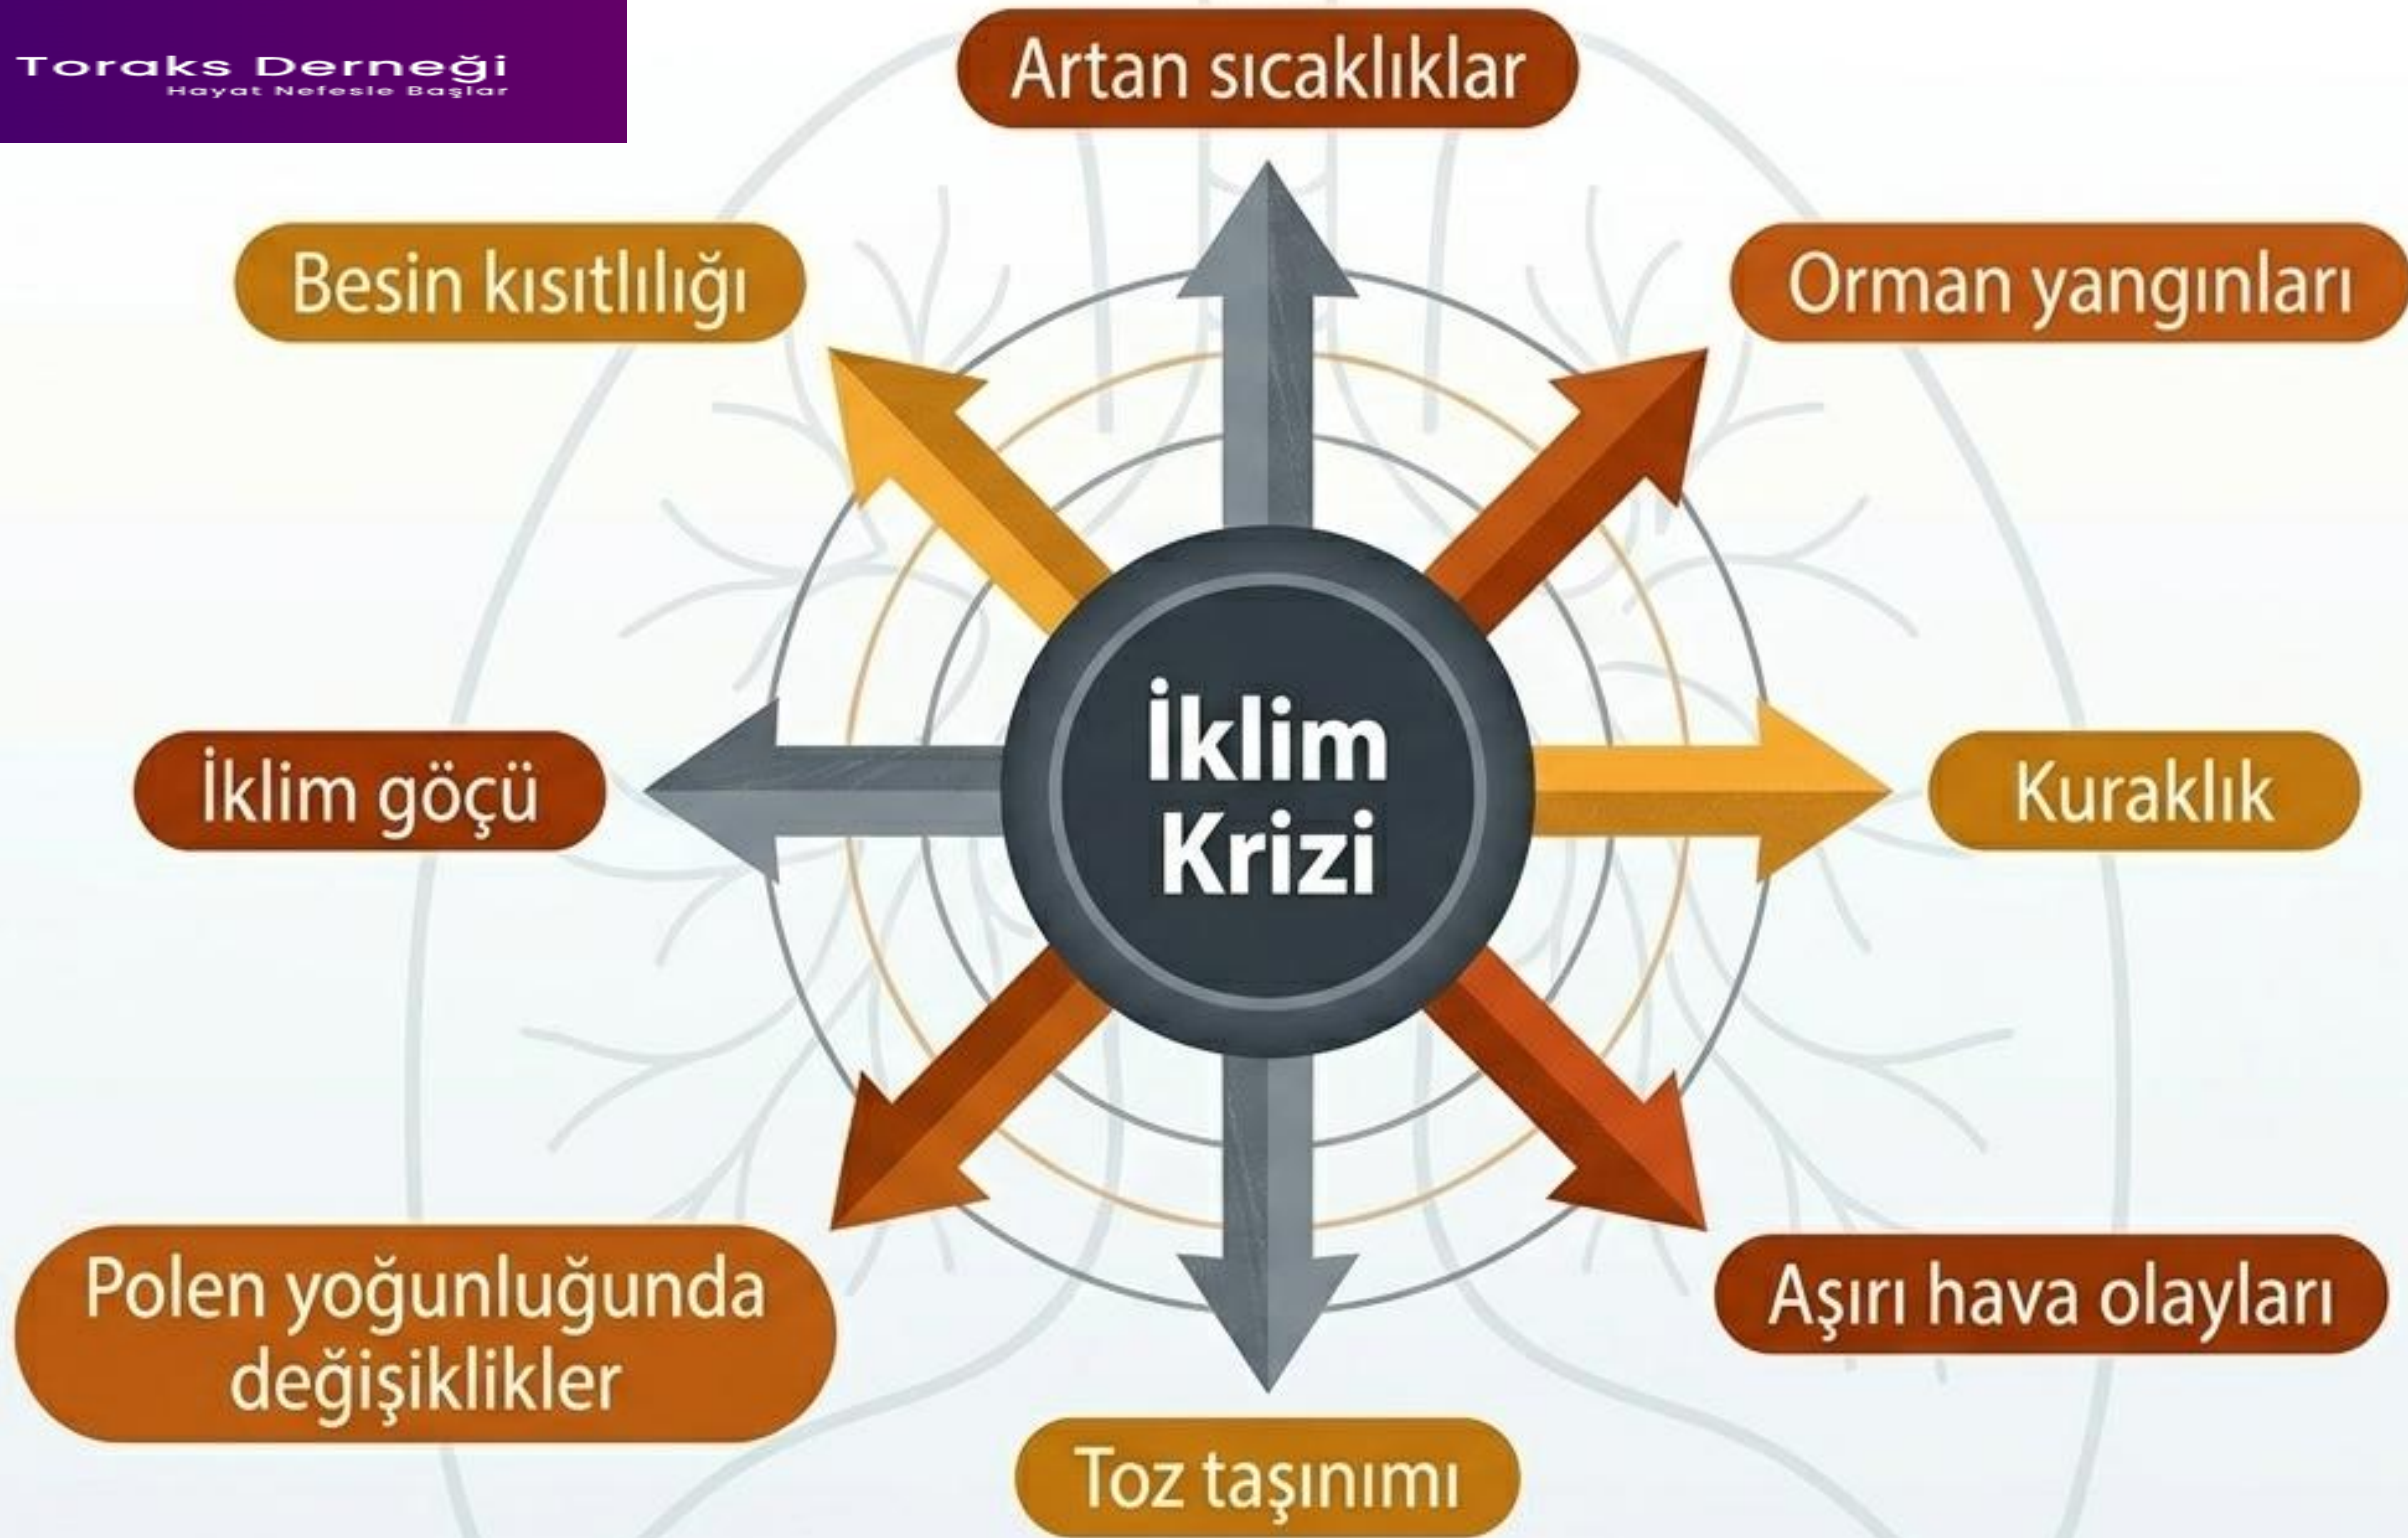 Toraks Derneği
Hayat Nefesle Başlar
Artan sıcaklıklar
Besin kısıtlılığı
Orman yangınları
İklim göçü
İklim
Krizi
Kuraklık
Polen yoğunluğunda
değişiklikler
Aşırı hava olayları
Toz taşınımı